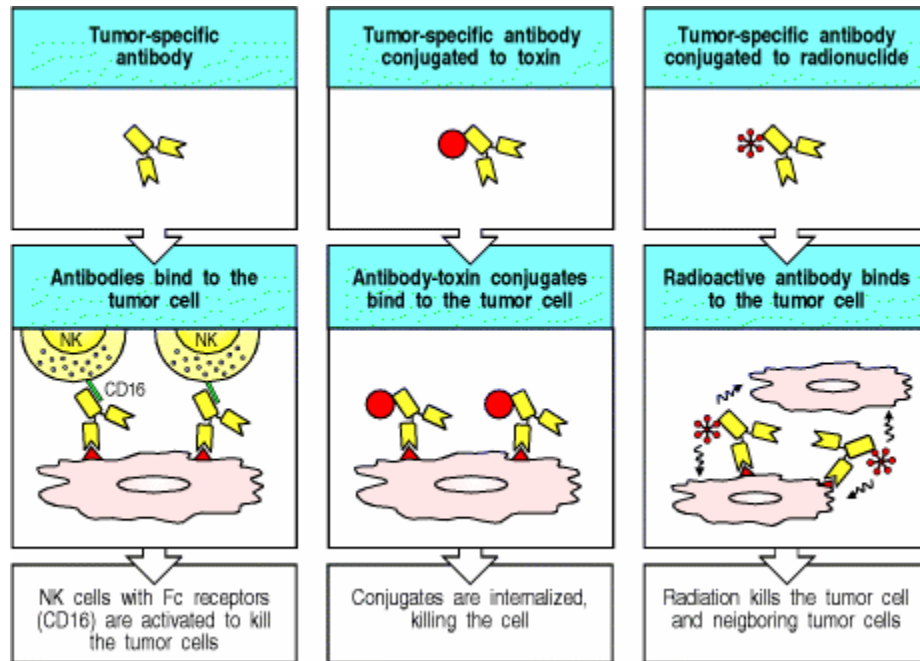 Tumor-specific
antibody
Tumor-specific antibody
conjugated to toxin
Tumor-specific antibody
conjugated to radionuclide
Antibodies bind to the
tumor cell
Antibody-toxin conjugates
bind to the tumor cell
Radioactive antibody binds
to the tumor cell
NK
NK
CD16
NK cells with Fc receptors
(CD16) are activated to kill
the tumor cells
Conjugates are internalized,
killing the cell
Radiation kills the tumor cell
and neigboring tumor cells